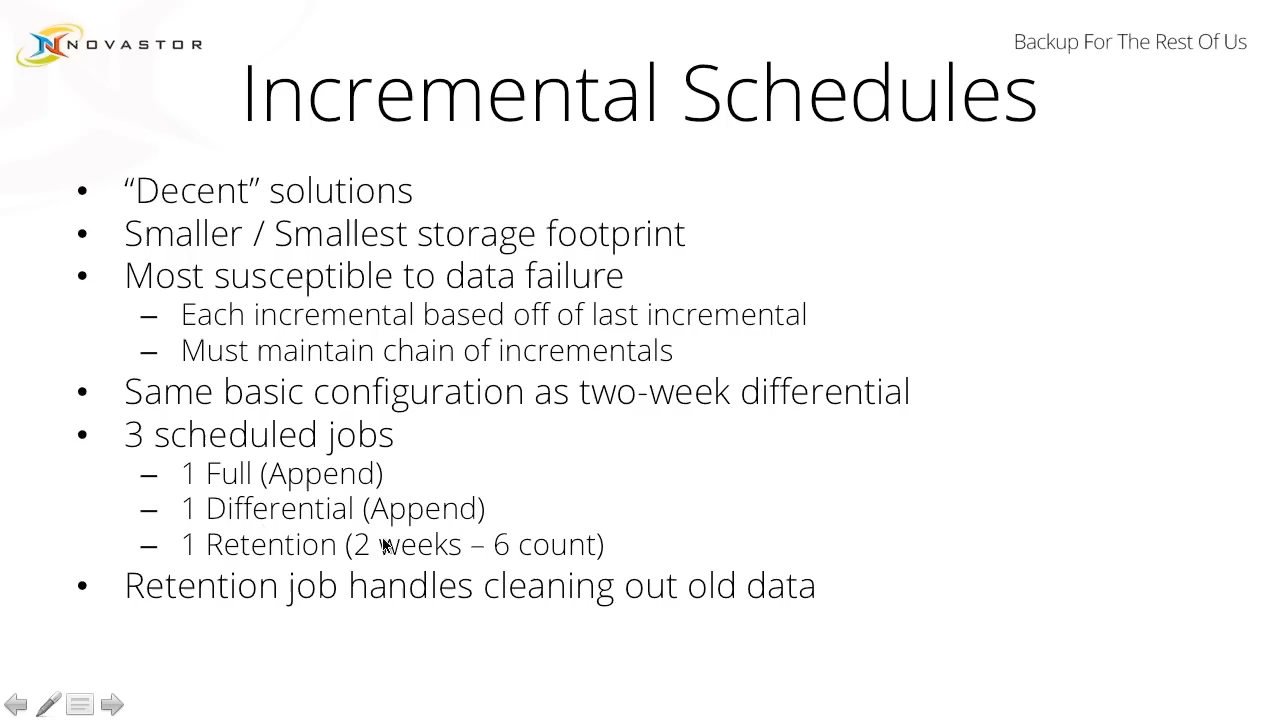 NOVASTOR
Backup For The Rest Of Us
Incremental Schedules
• “Decent” solutions
• Smaller / Smallest storage footprint
• Most susceptible to data failure
– Each incremental based off of last incremental
– Must maintain chain of incrementals
• Same basic configuration as two-week differential
• 3 scheduled jobs
– 1 Full (Append)
– 1 Differential (Append)
– 1 Retention (2 weeks – 6 count)
• Retention job handles cleaning out old data